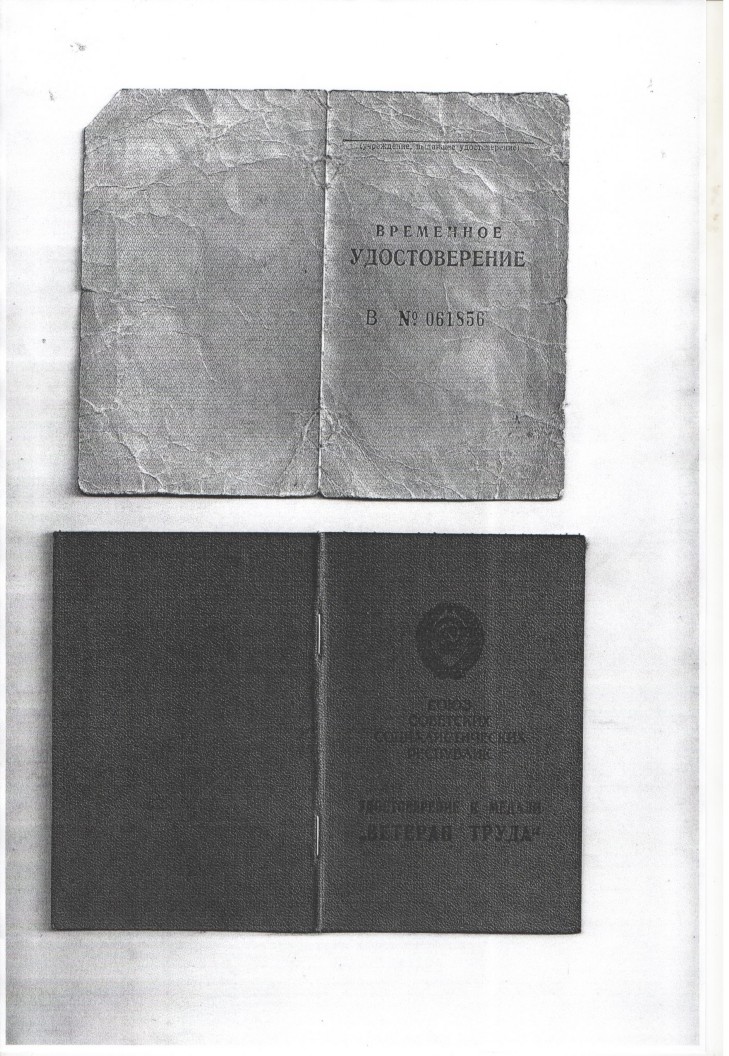 (учреждение, выдавшее удостоверение)
ВРЕМЕННОЕ
УДОСТОВЕРЕНИЕ
В № 061856
СОЮЗ
СОВЕТСКИХ
СОЦИАЛИСТИЧЕСКИХ
РЕСПУБЛИК
УДОСТОВЕРЕНИЕ К МЕДАЛИ
„ВЕТЕРАН ТРУДА“